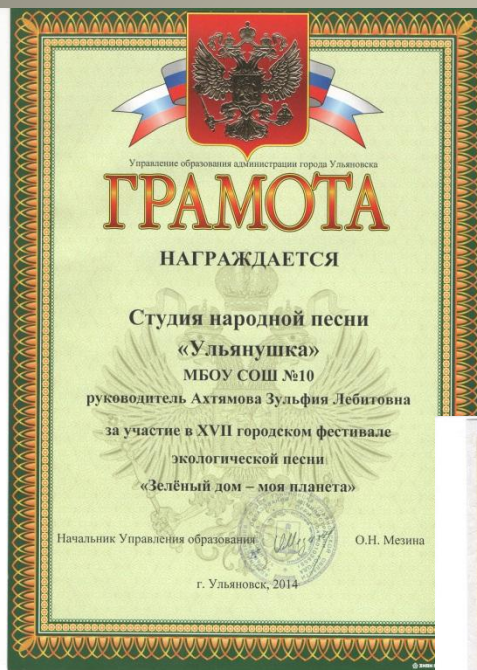 Управление образования администрации города Ульяновска
ГРАМОТА
НАГРАЖДАЕТСЯ
Студия народной песни
«Ульянушка»
МБОУ СОШ №10
руководитель Ахтямова Зульфия Лебитовна
за участие в XVII городском фестивале
экологической песни
«Зелёный дом – моя планета»
Начальник Управления образования О.Н. Мезина
г. Ульяновск, 2014